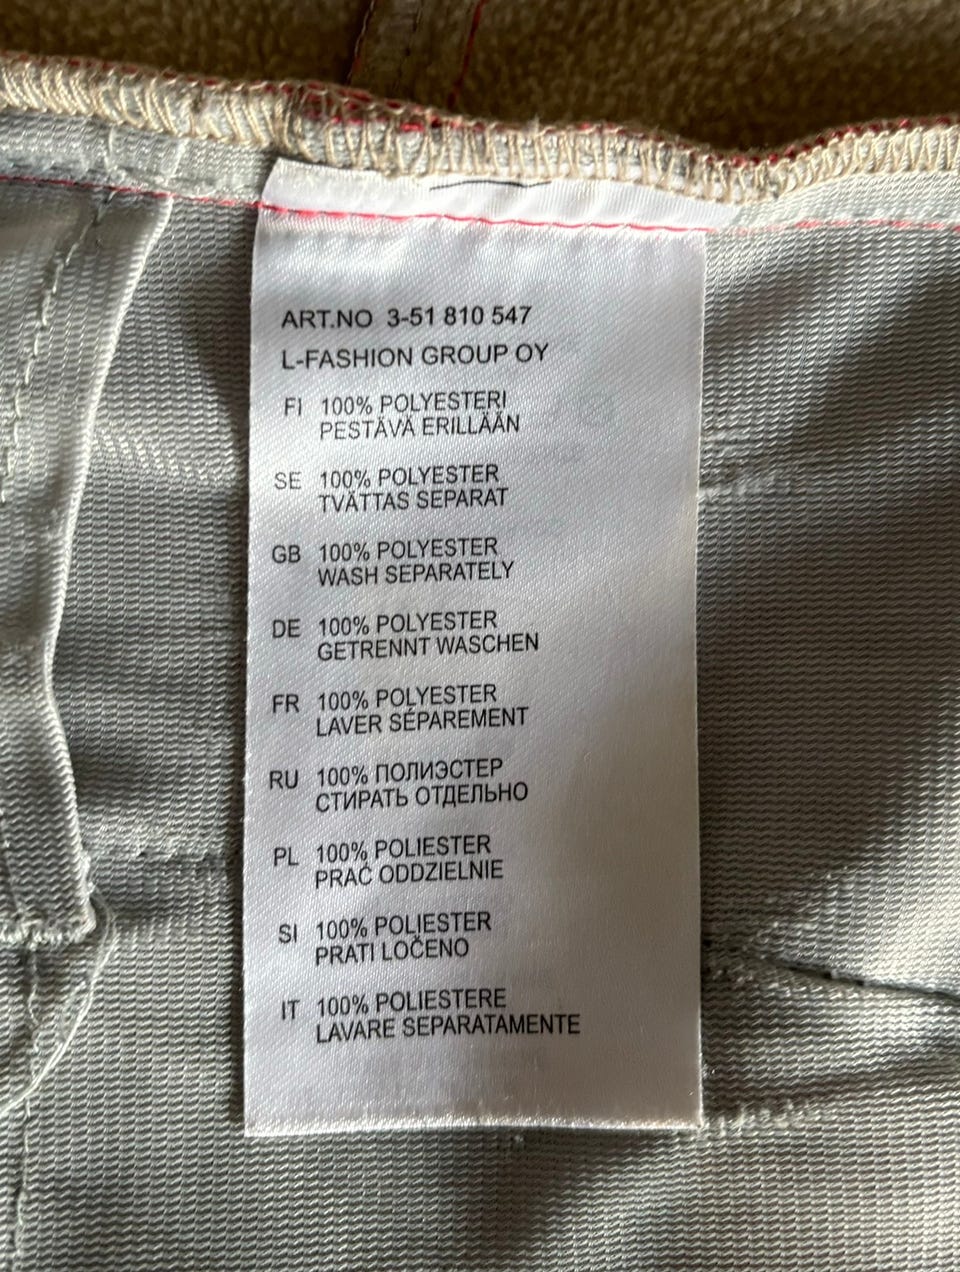 ART.NO 3-51 810 547
L-FASHION GROUP OY
FI 100% POLYESTERI
PESTÄVÄ ERILLÄÄN
SE 100% POLYESTER
TVÄTTAS SEPARAT
GB 100% POLYESTER
WASH SEPARATELY
DE 100% POLYESTER
GETRENNT WASCHEN
FR 100% POLYESTER
LAVER SÉPAREMENT
RU 100% ПОЛИЭСТЕР
СТИРАТЬ ОТДЕЛЬНО
PL 100% POLIESTER
PRAĆ ODDZIELNIE
SI 100% POLIESTER
PRATI LOČENO
IT 100% POLIESTERE
LAVARE SEPARATAMENTE